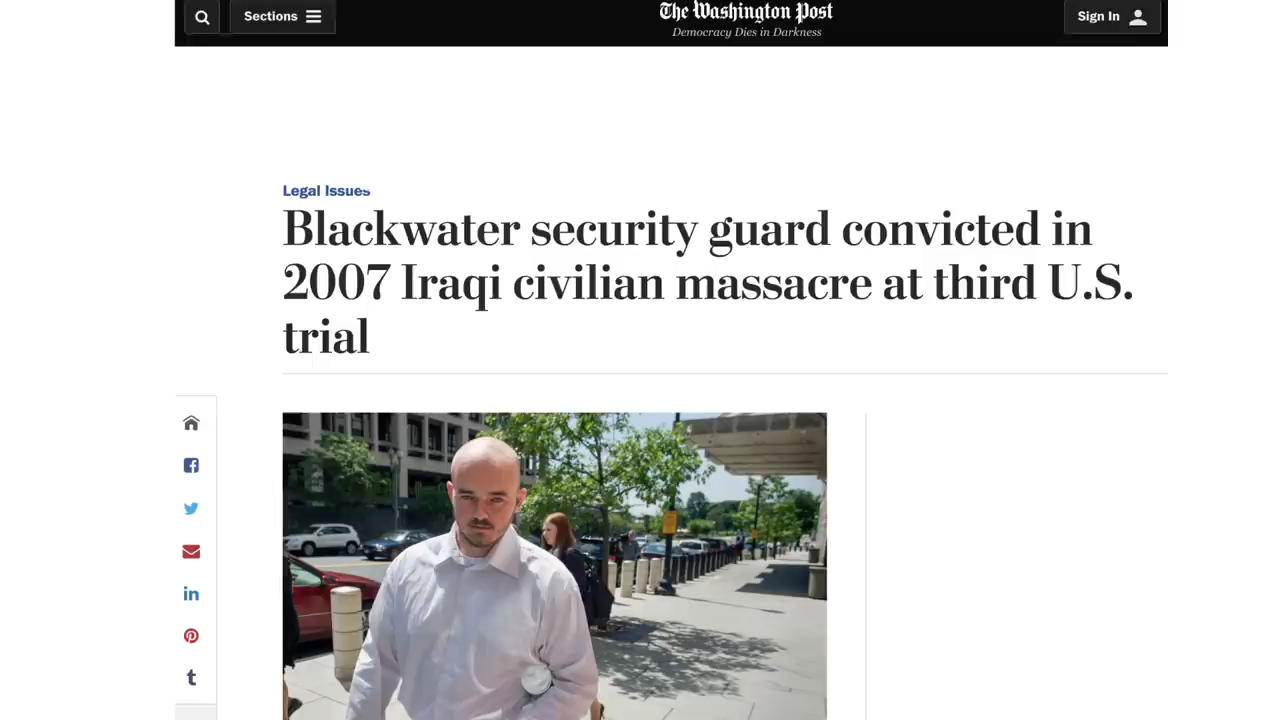 Sections
The Washington Post
Democracy Dies in Darkness
Sign In
Legal Issues
Blackwater security guard convicted in
2007 Iraqi civilian massacre at third U.S.
trial